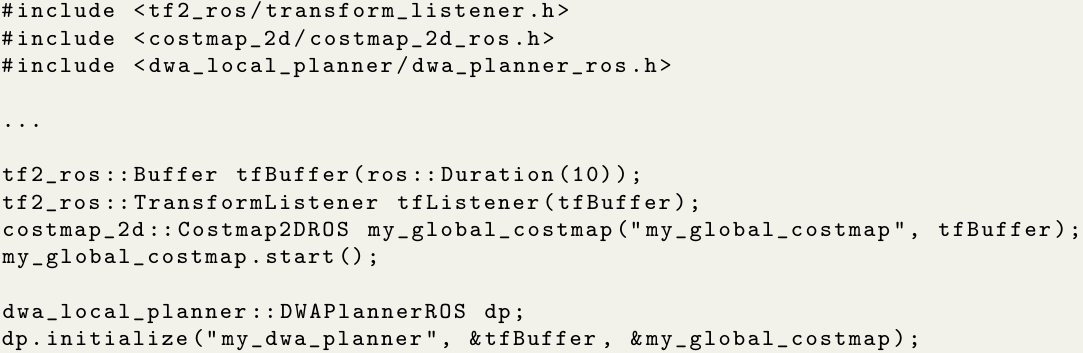 #include <tf2_ros/transform_listener.h>
#include <costmap_2d/costmap_2d_ros.h>
#include <dwa_local_planner/dwa_planner_ros.h>
...
tf2_ros::Buffer tfBuffer(ros::Duration(10));
tf2_ros::TransformListener tfListener(tfBuffer);
costmap_2d::Costmap2DROS my_global_costmap("my_global_costmap", tfBuffer);
my_global_costmap.start();
dwa_local_planner::DWAPlannerROS dp;
dp.initialize("my_dwa_planner", &tfBuffer, &my_global_costmap);